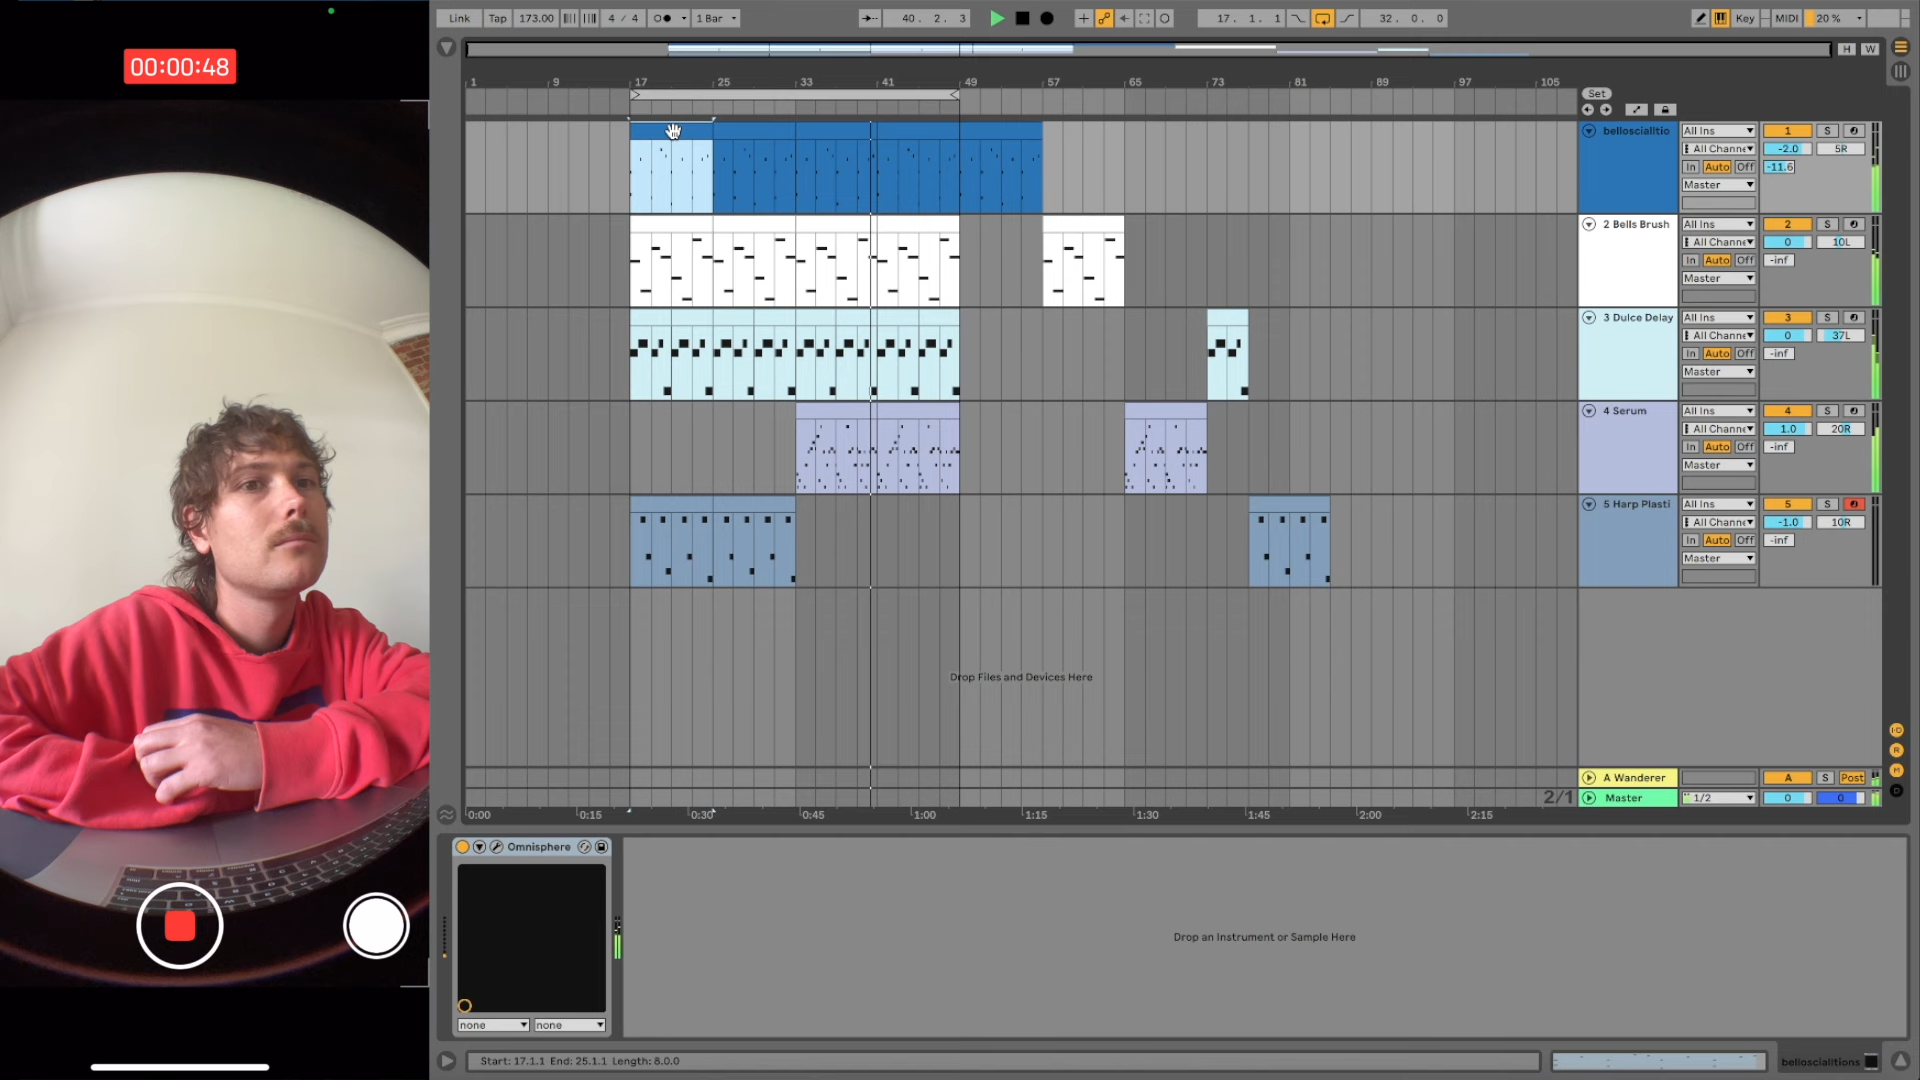 00:00:48
Link Tap 173.00 4 / 4 1 Bar 40. 2. 3 17. 1. 1 32. 0. 0 Key MIDI 20 %
H W
1 9 17 25 33 41 49 57 65 73 81 89 97 105
Set
belloscialltio All Ins 1 S
All Channe -2.0 5R
In Auto Off -11.6
Master
2 Bells Brush All Ins 2 S
All Channe 0 10L
In Auto Off -inf
Master
3 Dulce Delay All Ins 3 S
All Channe 0 37L
In Auto Off -inf
Master
4 Serum All Ins 4 S
All Channe 1.0 20R
In Auto Off -inf
Master
5 Harp Plasti All Ins 5 S
All Channe -1.0 10R
In Auto Off -inf
Master
Drop Files and Devices Here
A Wanderer A S Post
2/1 Master 1/2 0 0
0:00 0:15 0:30 0:45 1:00 1:15 1:30 1:45 2:00 2:15
Omnisphere
Drop an Instrument or Sample Here
none none
Start: 17.1.1 End: 25.1.1 Length: 8.0.0
belloscialltions